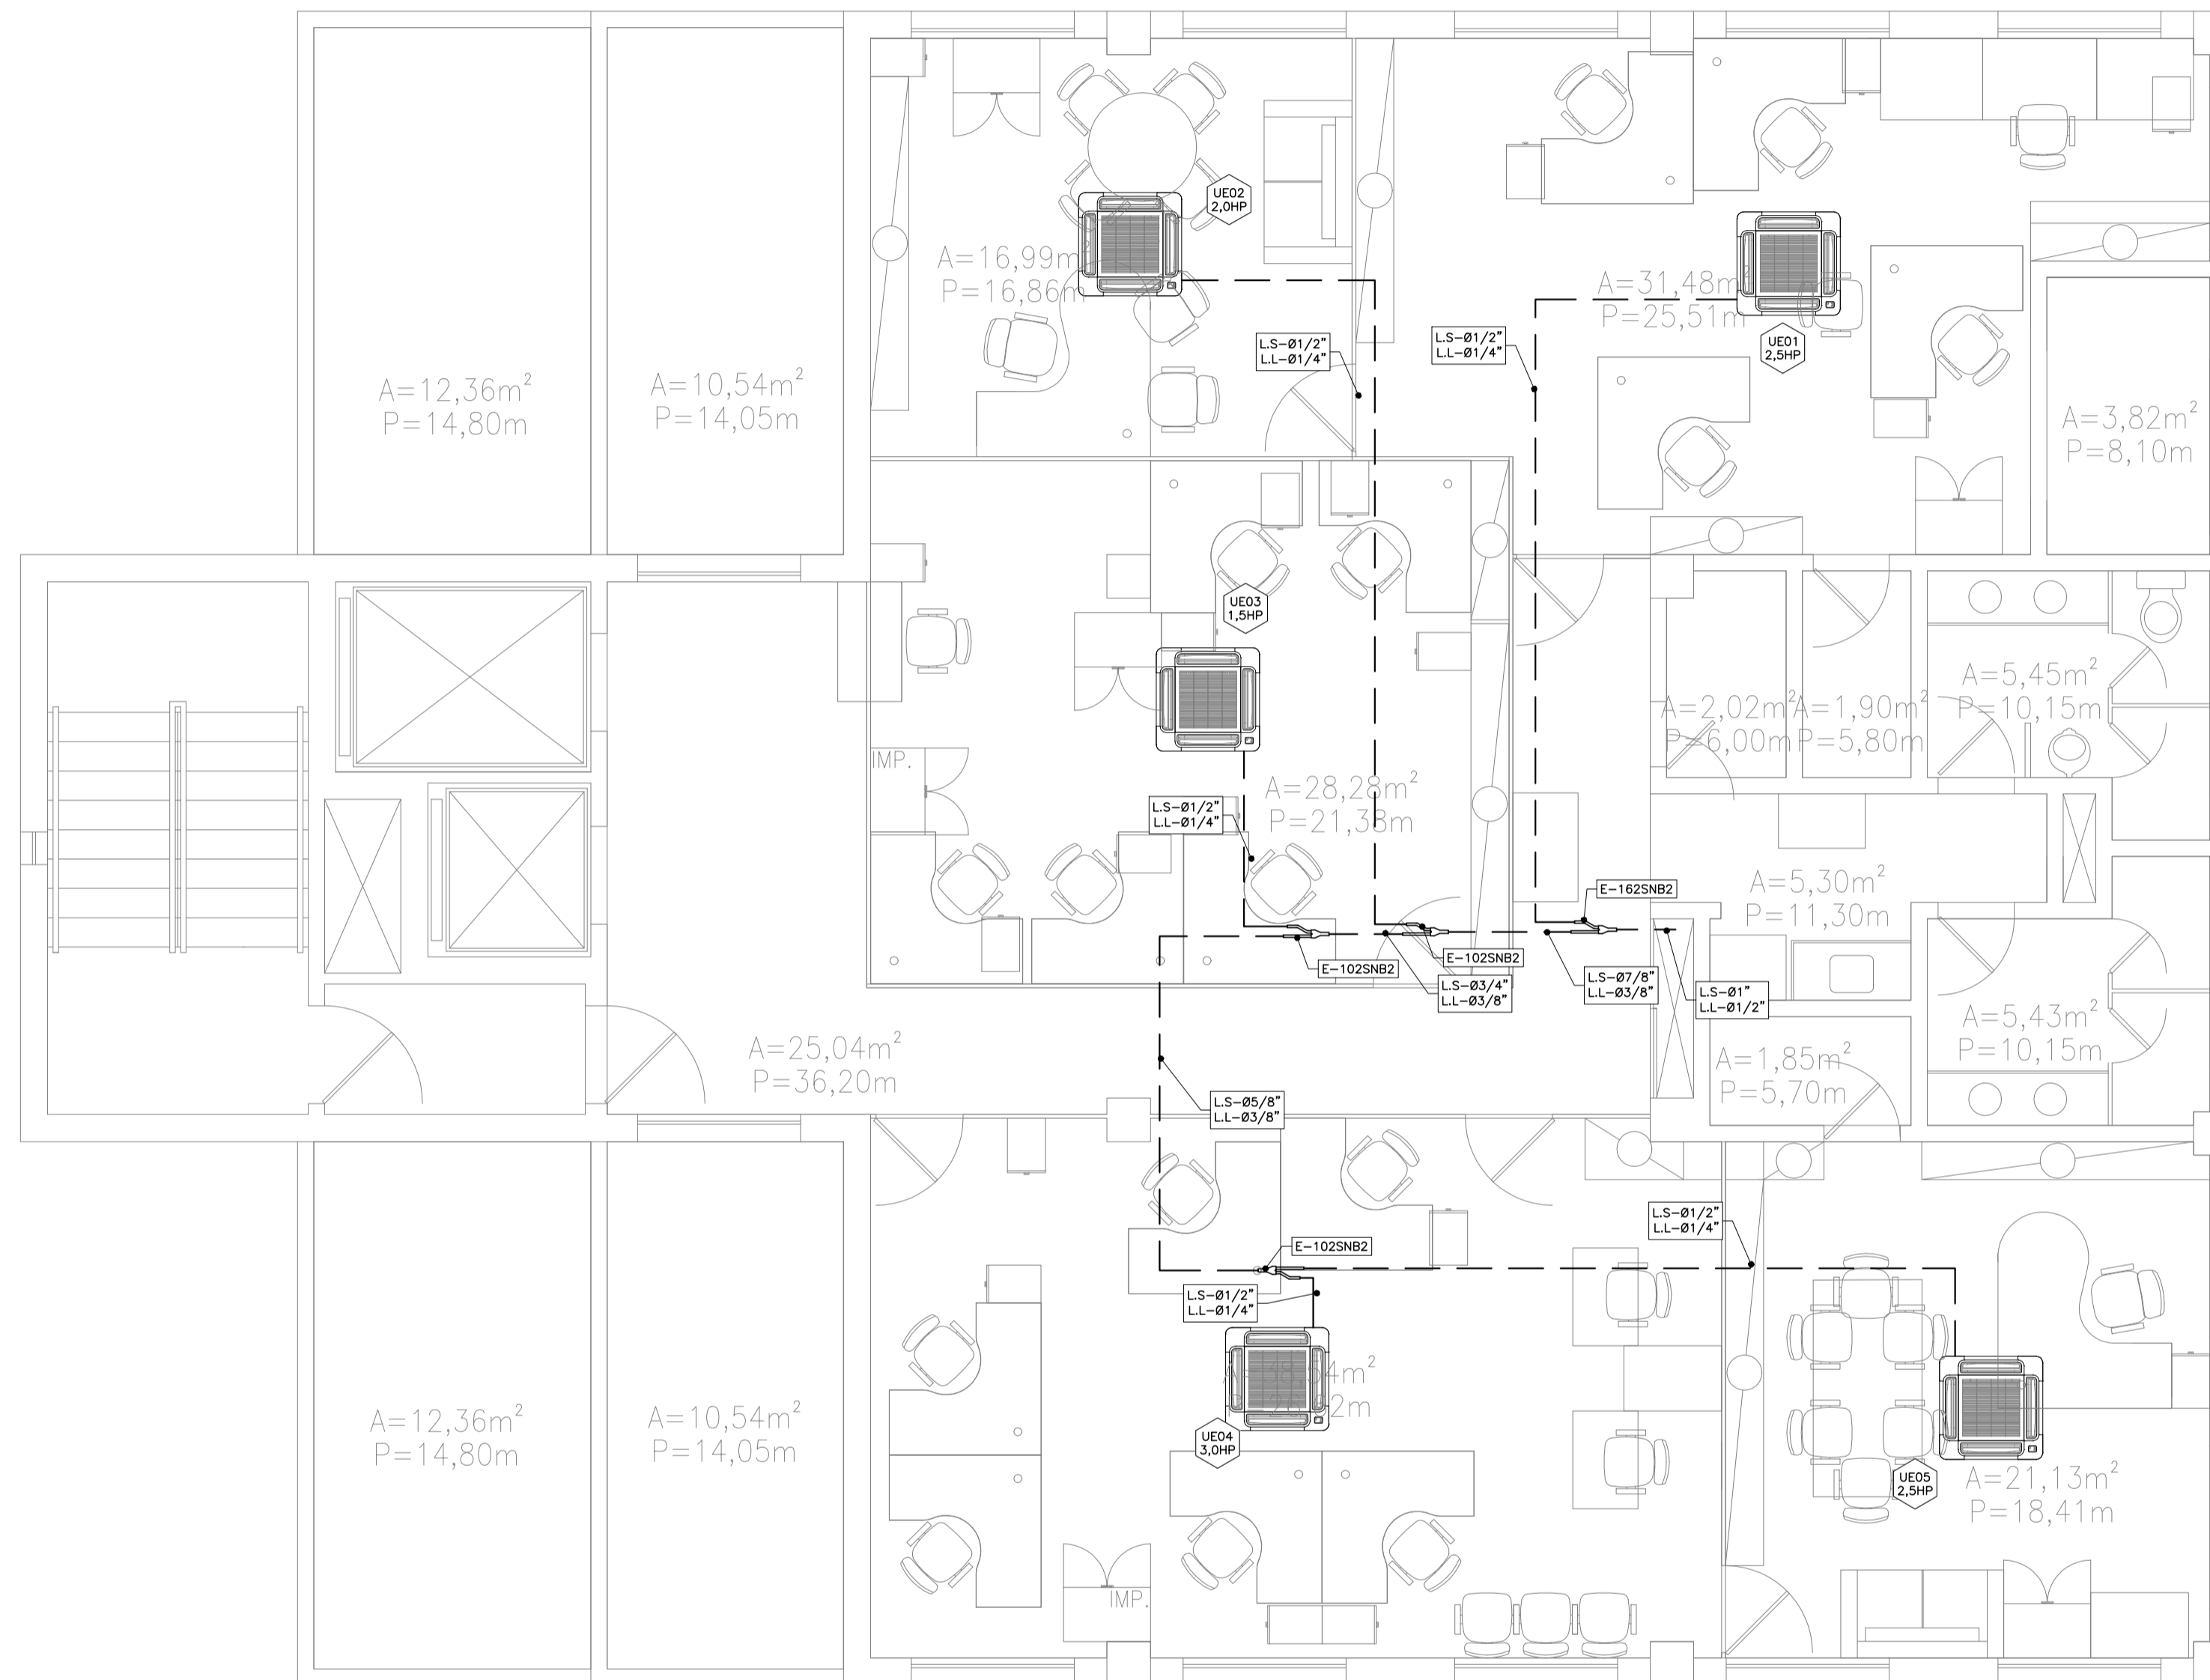 UE02
2,0HP
A=16,99m²
P=16,86m
A=31,48m²
P=25,51m
UE01
2,5HP
L.S-Ø1/2"
L.L-Ø1/4"
L.S-Ø1/2"
L.L-Ø1/4"
A=12,36m²
P=14,80m
A=10,54m²
P=14,05m
A=3,82m²
P=8,10m
UE03
1,5HP
A=5,45m²
P=10,15m
A=2,02m²
P=6,00m
A=1,90m²
P=5,80m
IMP.
A=28,28m²
P=21,38m
L.S-Ø1/2"
L.L-Ø1/4"
E-162SNB2
A=5,30m²
P=11,30m
E-102SNB2
E-102SNB2
L.S-Ø3/4"
L.L-Ø3/8"
L.S-Ø7/8"
L.L-Ø3/8"
L.S-Ø1"
L.L-Ø1/2"
A=5,43m²
P=10,15m
A=25,04m²
P=36,20m
A=1,85m²
P=5,70m
L.S-Ø5/8"
L.L-Ø3/8"
L.S-Ø1/2"
L.L-Ø1/4"
E-102SNB2
L.S-Ø1/2"
L.L-Ø1/4"
A=12,36m²
P=14,80m
A=10,54m²
P=14,05m
UE04
3,0HP
UE05
2,5HP
A=21,13m²
P=18,41m
IMP.